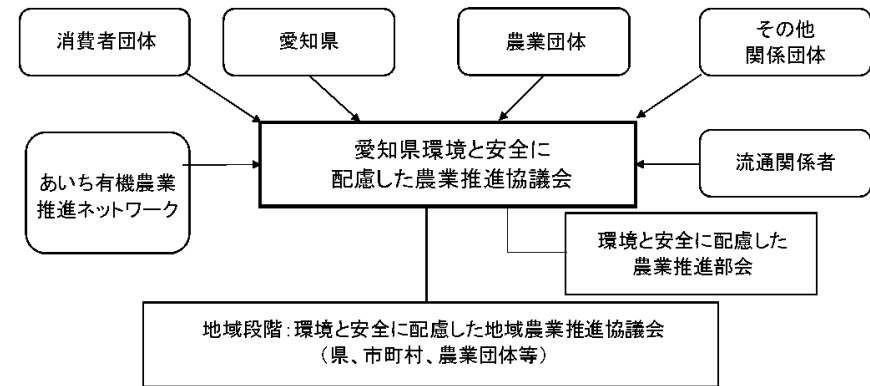 消費者団体
愛知県
農業団体
その他
関係団体
愛知県環境と安全に
配慮した農業推進協議会
あいち有機農業
推進ネットワーク
流通関係者
環境と安全に配慮した
農業推進部会
地域段階：環境と安全に配慮した地域農業推進協議会
（県、市町村、農業団体等）